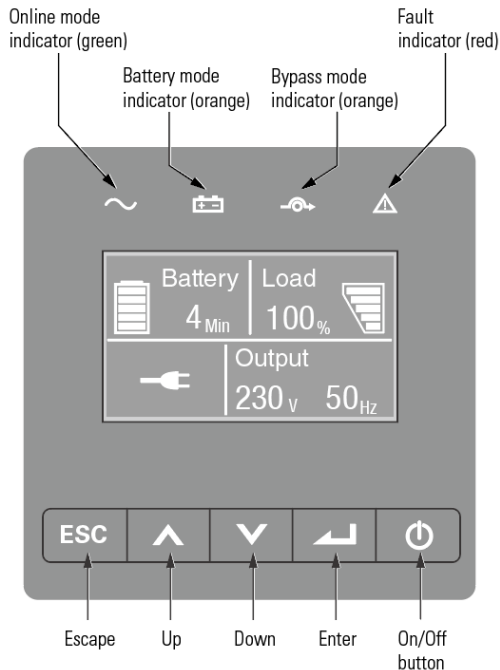 Online mode
indicator (green)
Fault
indicator (red)
Battery mode
indicator (orange)
Bypass mode
indicator (orange)
Battery
4 Min
Load
100%
Output
230 V 50 Hz
ESC
Escape
Up
Down
Enter
On/Off
button